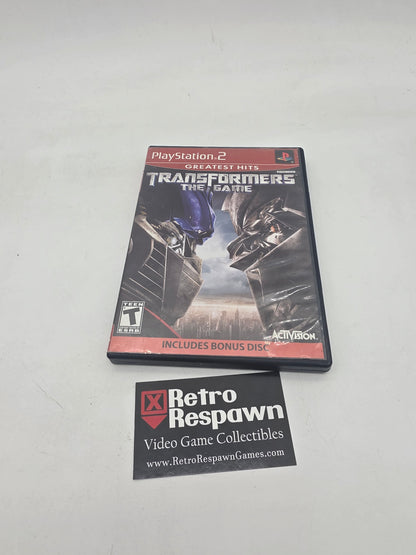 PlayStation.2
GREATEST HITS
TRANSFORMERS
THE GAME
TEEN
T
ESRB
ACTIVISION
INCLUDES BONUS DISC
Retro
Respawn
Video Game Collectibles
www.RetroRespawnGames.com